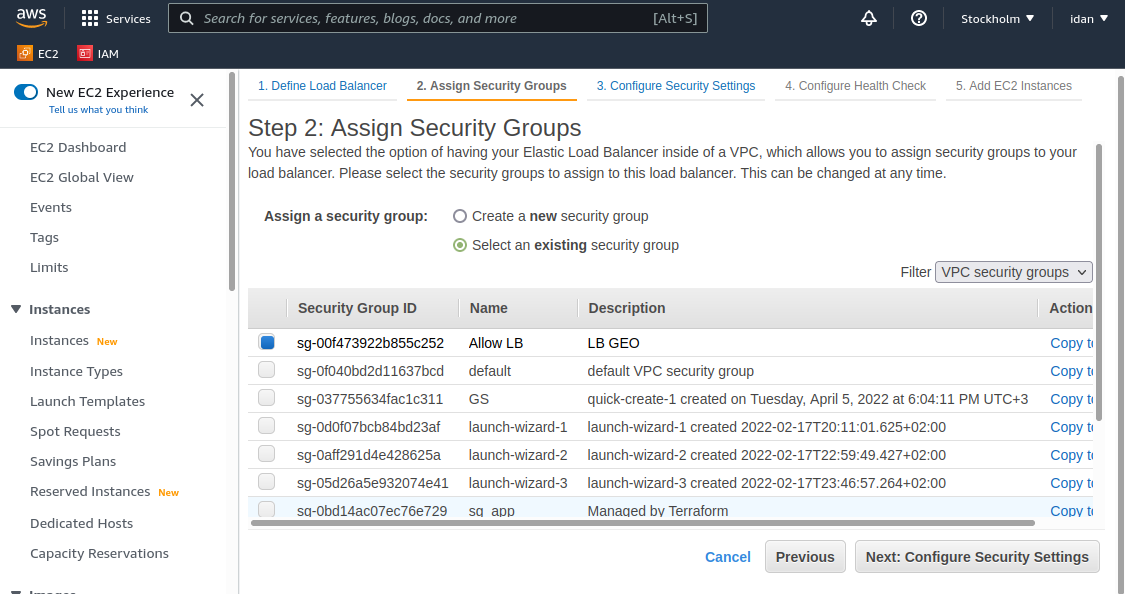 aws
Services
Search for services, features, blogs, docs, and more
[Alt+S]
Stockholm
idan
EC2
IAM
New EC2 Experience
Tell us what you think
EC2 Dashboard
EC2 Global View
Events
Tags
Limits
Instances
Instances New
Instance Types
Launch Templates
Spot Requests
Savings Plans
Reserved Instances New
Dedicated Hosts
Capacity Reservations
Images
1. Define Load Balancer
2. Assign Security Groups
3. Configure Security Settings
4. Configure Health Check
5. Add EC2 Instances
Step 2: Assign Security Groups
You have selected the option of having your Elastic Load Balancer inside of a VPC, which allows you to assign security groups to your
load balancer. Please select the security groups to assign to this load balancer. This can be changed at any time.
Assign a security group:
Create a new security group
Select an existing security group
Filter VPC security groups
Security Group ID Name Description Action
sg-00f473922b855c252 Allow LB LB GEO Copy to
sg-0f040bd2d11637bcd default default VPC security group Copy to
sg-037755634fac1c311 GS quick-create-1 created on Tuesday, April 5, 2022 at 6:04:11 PM UTC+3 Copy to
sg-0d0f07bcb84bd23af launch-wizard-1 launch-wizard-1 created 2022-02-17T20:11:01.625+02:00 Copy to
sg-0aff291d4e428625a launch-wizard-2 launch-wizard-2 created 2022-02-17T22:59:49.427+02:00 Copy to
sg-05d26a5e932074e41 launch-wizard-3 launch-wizard-3 created 2022-02-17T23:46:57.264+02:00 Copy to
sg-0bd14ac07ec76e729 sg_app Managed by Terraform Copy to
Cancel
Previous
Next: Configure Security Settings